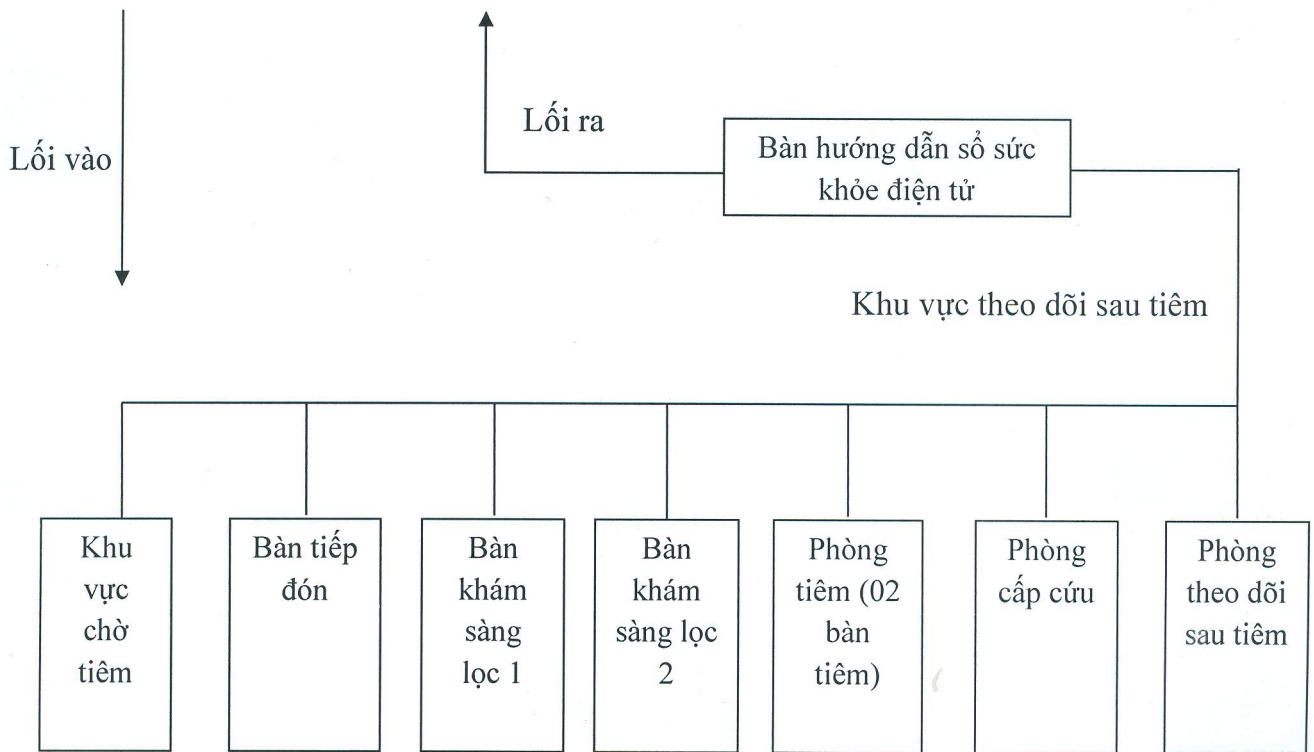 Lối ra
Lối vào
Bàn hướng dẫn sổ sức
khỏe điện tử
Khu vực theo dõi sau tiêm
Khu
vực
chờ
tiêm
Bàn tiếp
đón
Bàn
khám
sàng
lọc 1
Bàn
khám
sàng lọc
2
Phòng
tiêm (02
bàn
tiêm)
Phòng
cấp cứu
Phòng
theo dõi
sau tiêm